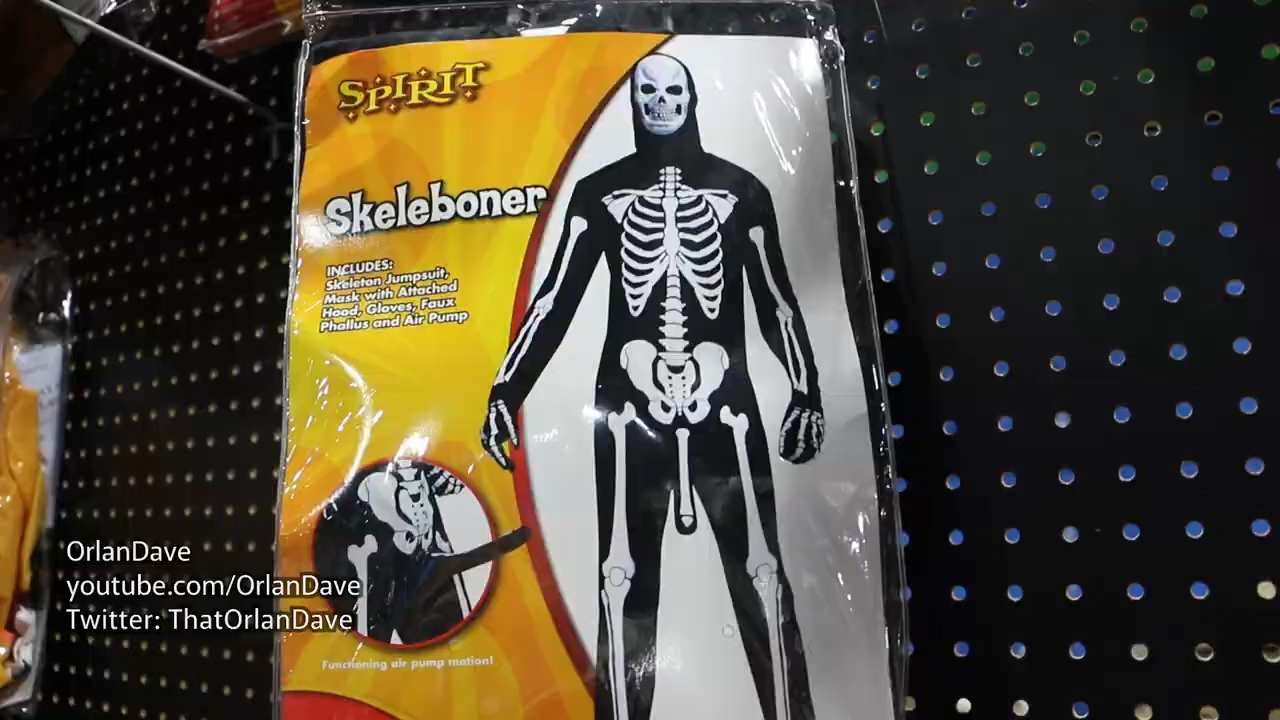 SPIRIT
Skeleboner
INCLUDES:
Skeleton Jumpsuit,
Mask with Attached
Hood, Gloves, Faux
Phallus and Air Pump
Functioning air pump motion!
OrlanDave
youtube.com/OrlanDave
Twitter: ThatOrlanDave